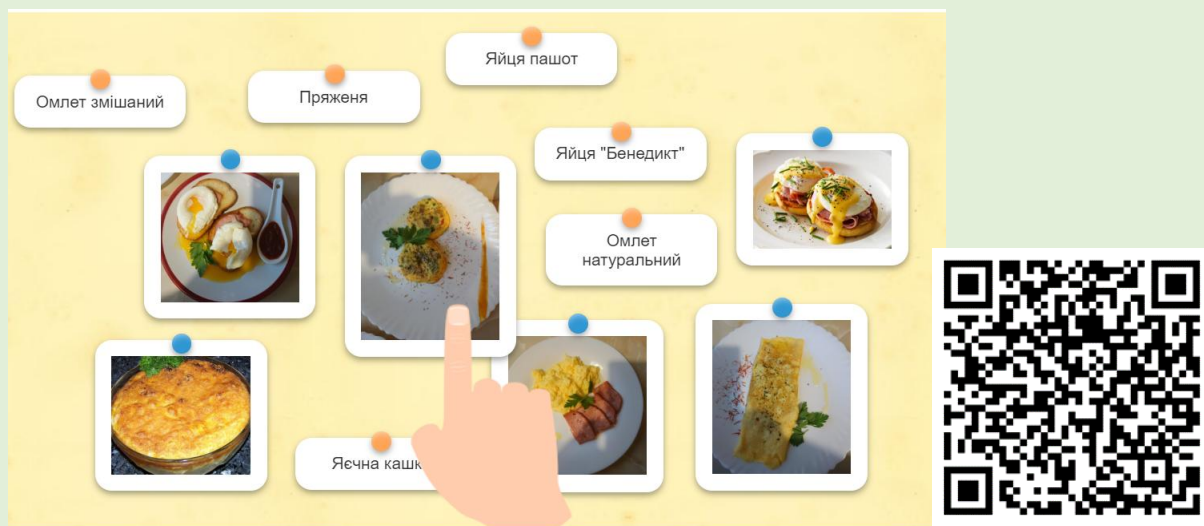 Яйця пашот
Омлет змішаний
Пряженя
Яйця "Бенедикт"
Омлет
натуральний
Яєчна кашк